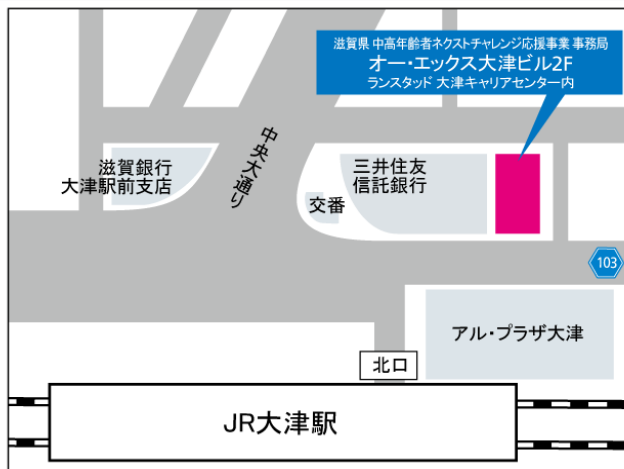 滋賀県 中高年齢者ネクストチャレンジ応援事業 事務局
オー・エックス大津ビル2F
ランスタッド 大津キャリアセンター内
中央大通り
滋賀銀行
大津駅前支店
三井住友
信託銀行
交番
103
アル・プラザ大津
北口
JR大津駅